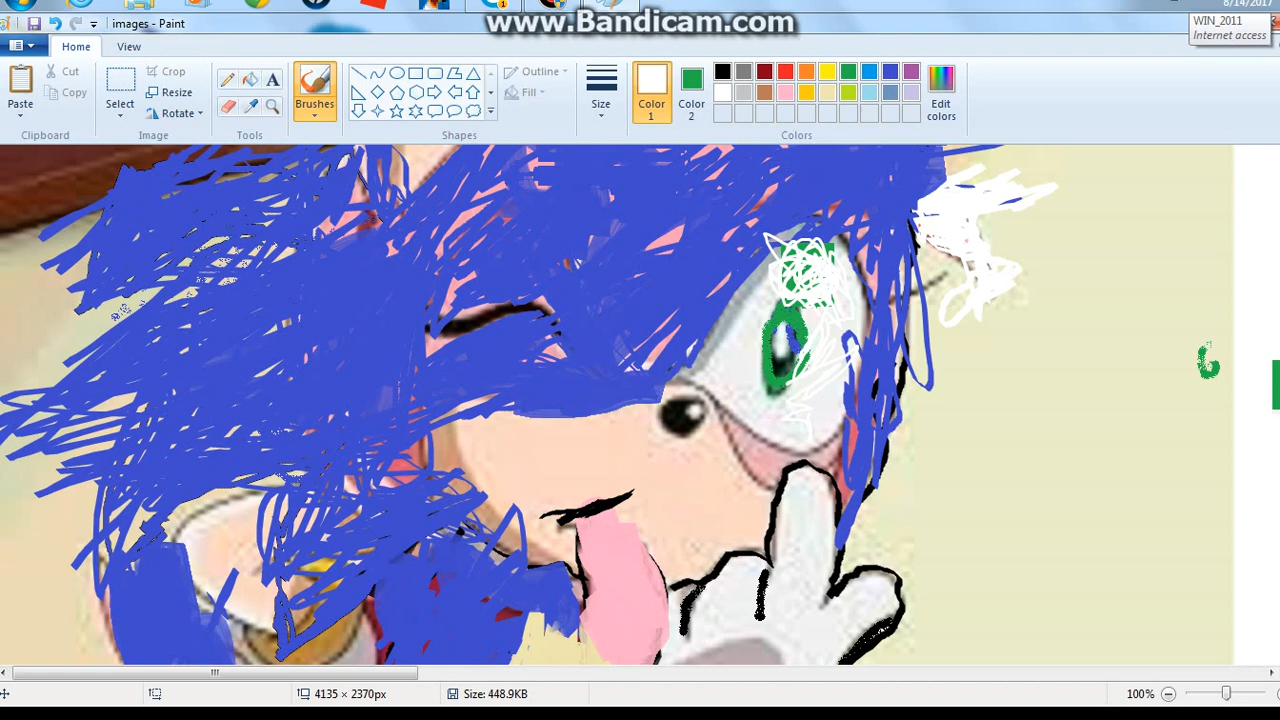 www.Bandicam.com
8/14/2017
images - Paint
WIN_2011
Internet access
Home
View
Cut
Copy
Paste
Clipboard
Select
Crop
Resize
Rotate
Image
A
Tools
Brushes
Outline
Fill
Shapes
Size
Color
1
Color
2
Edit
colors
Colors
4135 × 2370px
Size: 448.9KB
100%